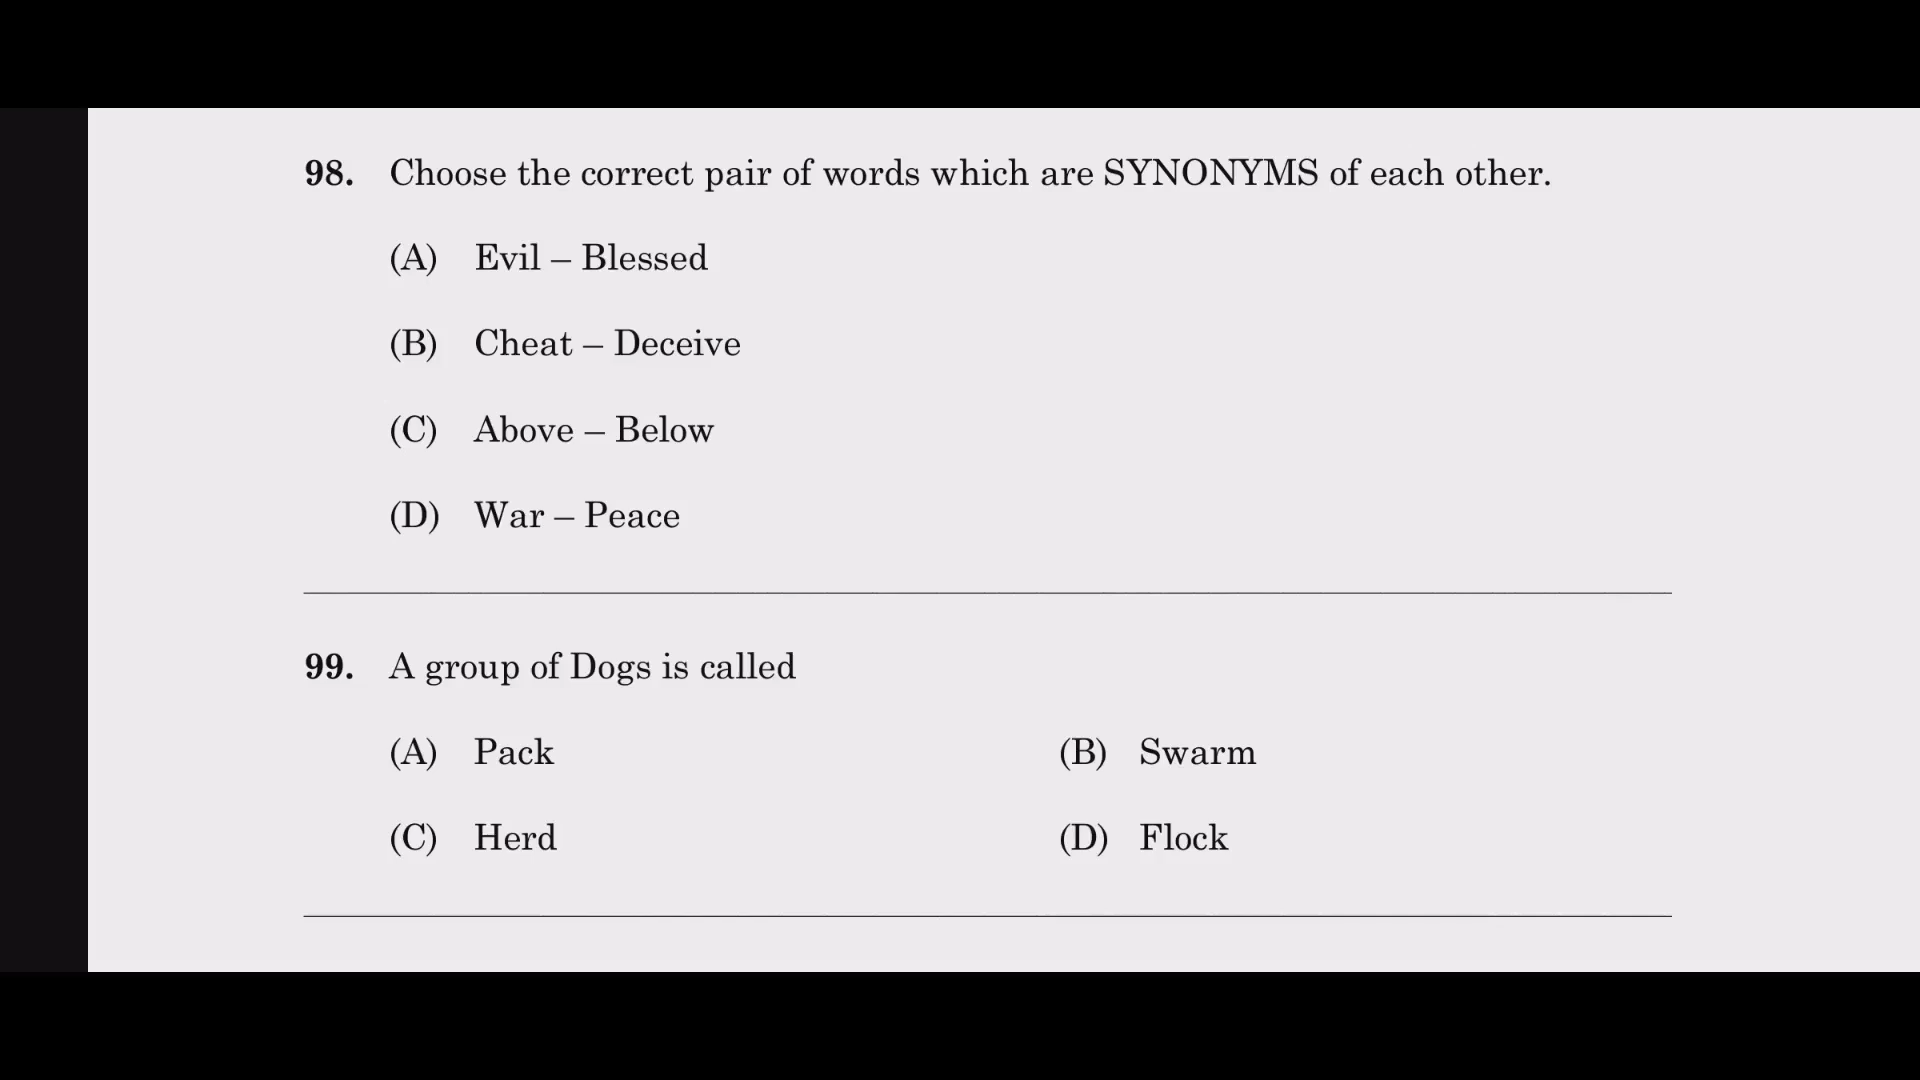 98. Choose the correct pair of words which are SYNONYMS of each other.
(A) Evil – Blessed
(B) Cheat – Deceive
(C) Above – Below
(D) War – Peace
99. A group of Dogs is called
(A) Pack (B) Swarm
(C) Herd (D) Flock